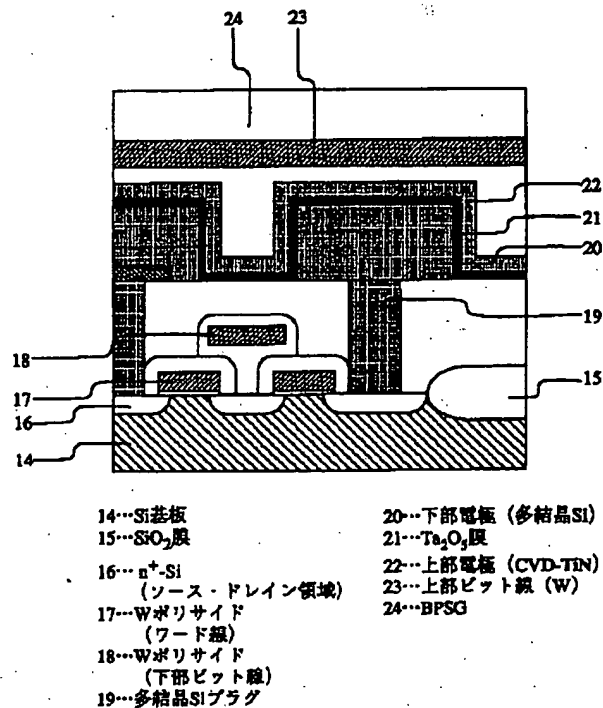 24 23
22
21
20
19
18
17
15
16
14
14…Si基板
15…SiO₂膜
16…n⁺-Si
(ソース・ドレイン領域)
17…Wポリサイド
(ワード線)
18…Wポリサイド
(下部ビット線)
19…多結晶Siプラグ
20…下部電極 (多結晶Si)
21…Ta₂O₅膜
22…上部電極 (CVD-TiN)
23…上部ビット線 (W)
24…BPSG